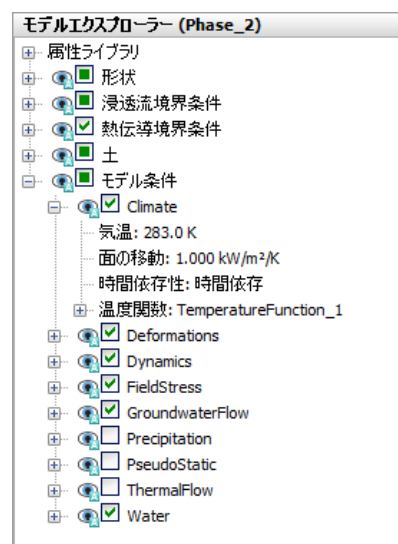 モデルエクスプローラー (Phase_2)
属性ライブラリ
形状
浸透流境界条件
熱伝導境界条件
土
モデル条件
Climate
気温: 283.0 K
面の移動: 1.000 kW/m²/K
時間依存性: 時間依存
温度関数: TemperatureFunction_1
Deformations
Dynamics
FieldStress
GroundwaterFlow
Precipitation
PseudoStatic
ThermalFlow
Water